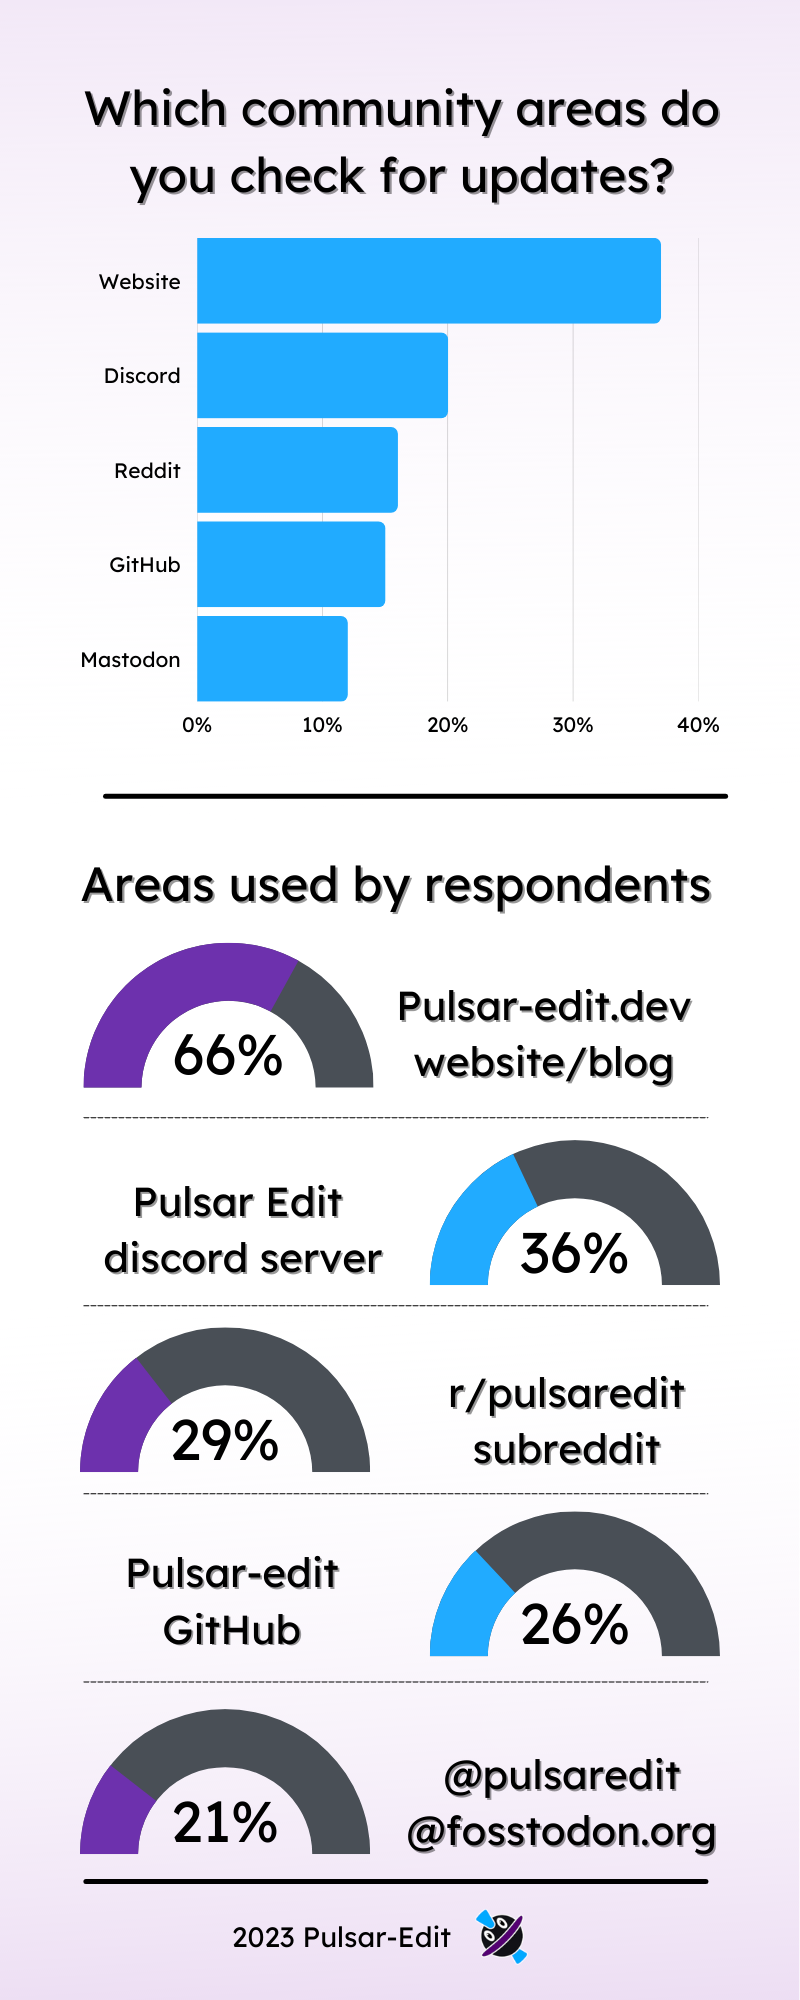 Which community areas do
you check for updates?
Website
Discord
Reddit
GitHub
Mastodon
0% 10% 20% 30% 40%
Areas used by respondents
66%
Pulsar-edit.dev
website/blog
Pulsar Edit
discord server
36%
29%
r/pulsaredit
subreddit
Pulsar-edit
GitHub
26%
21%
@pulsaredit
@fosstodon.org
2023 Pulsar-Edit